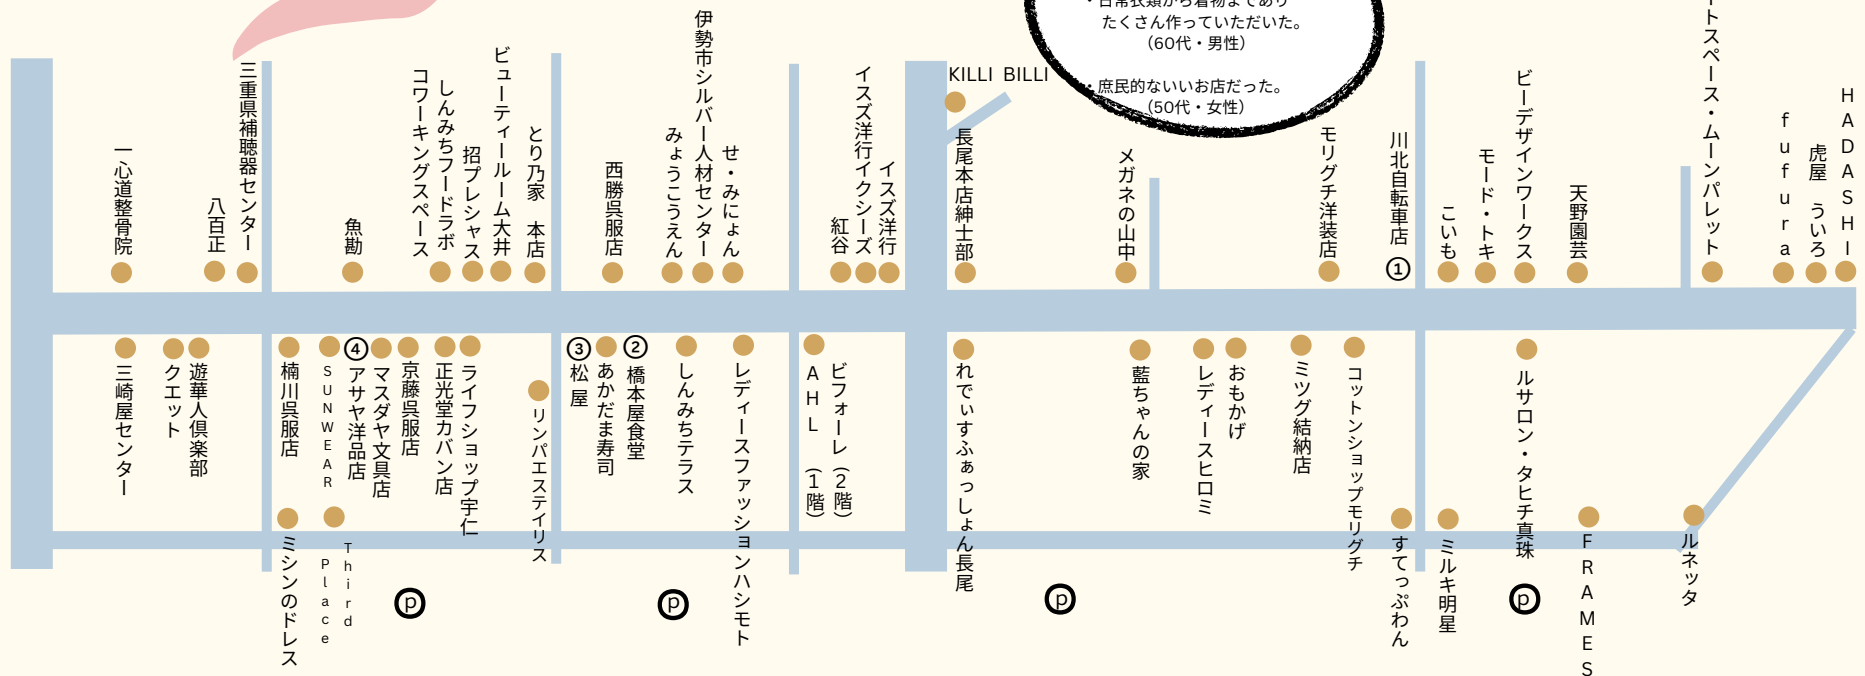 ・日常衣類から着物まであり
たくさん作っていただいた。
（60代・男性）
・庶民的ないいお店だった。
（50代・女性）
一心道整骨院
八百正
三重県補聴器センター
魚勘
コワーキングスペース
しんみちフードラボ
招プレシャス
ビューティールーム大井
とり乃家　本店
西勝呉服店
みょうこうえん
伊勢市シルバー人材センター
せ・みにょん
紅谷
イスズ洋行イクシーズ
イスズ洋行
KILLI BILLI
長尾本店紳士部
メガネの山中
モリグチ洋装店
川北自転車店
①
こいも
モード・トキ
ビーデザインワークス
天野園芸
トスペース・ムーンパレット
fufura
虎屋　ういろ
HADASHI
三崎屋センター
クエット
遊華人倶楽部
楠川呉服店
SUNWEAR
④
アサヤ洋品店
マスダヤ文具店
京藤呉服店
正光堂カバン店
ライフショップ宇仁
リンパエステイリス
③
松屋
あかだま寿司
②
橋本屋食堂
しんみちテラス
レディースファッションハシモト
AHL（1階）
ビフォーレ（2階）
れでぃすふぁっしょん長尾
藍ちゃんの家
レディースヒロミ
おもかげ
ミツグ結納店
コットンショップモリグチ
ルサロン・タヒチ真珠
ミシンのドレス
Third
Place
すてっぷわん
ミルキ明星
FRAMES
ルネッタ
p
p
p
p